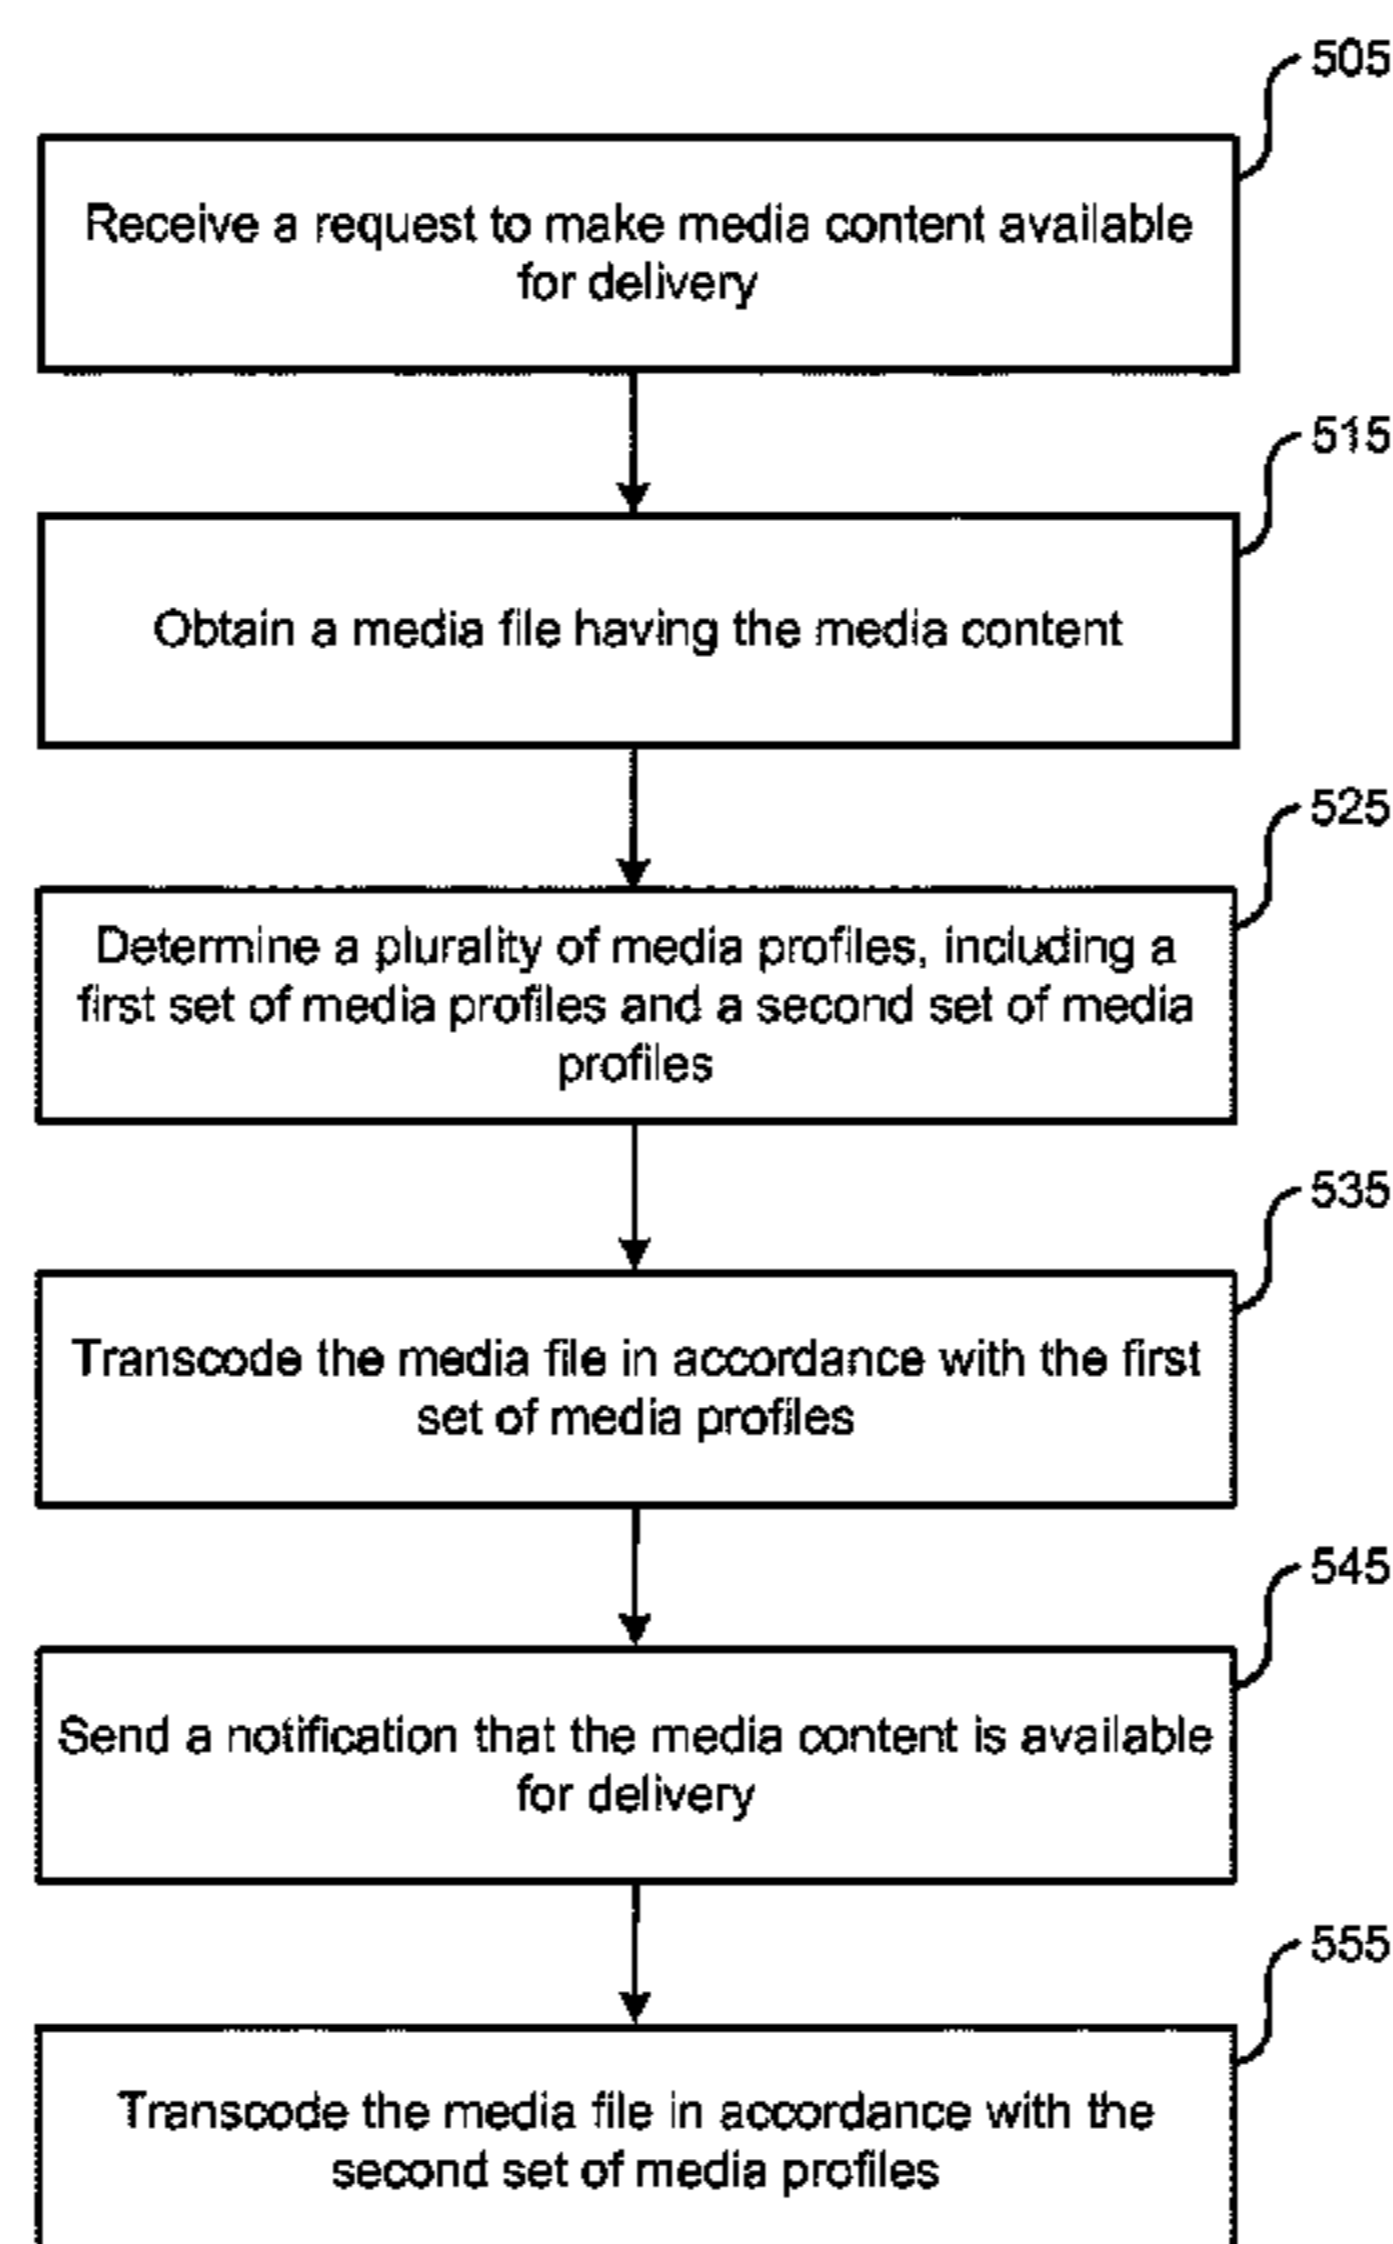 505
Receive a request to make media content available
for delivery
515
Obtain a media file having the media content
525
Determine a plurality of media profiles, including a
first set of media profiles and a second set of media
profiles
535
Transcode the media file in accordance with the first
set of media profiles
545
Send a notification that the media content is available
for delivery
555
Transcode the media file in accordance with the
second set of media profiles